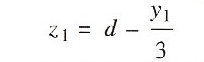 z₁ = d − y₁/3